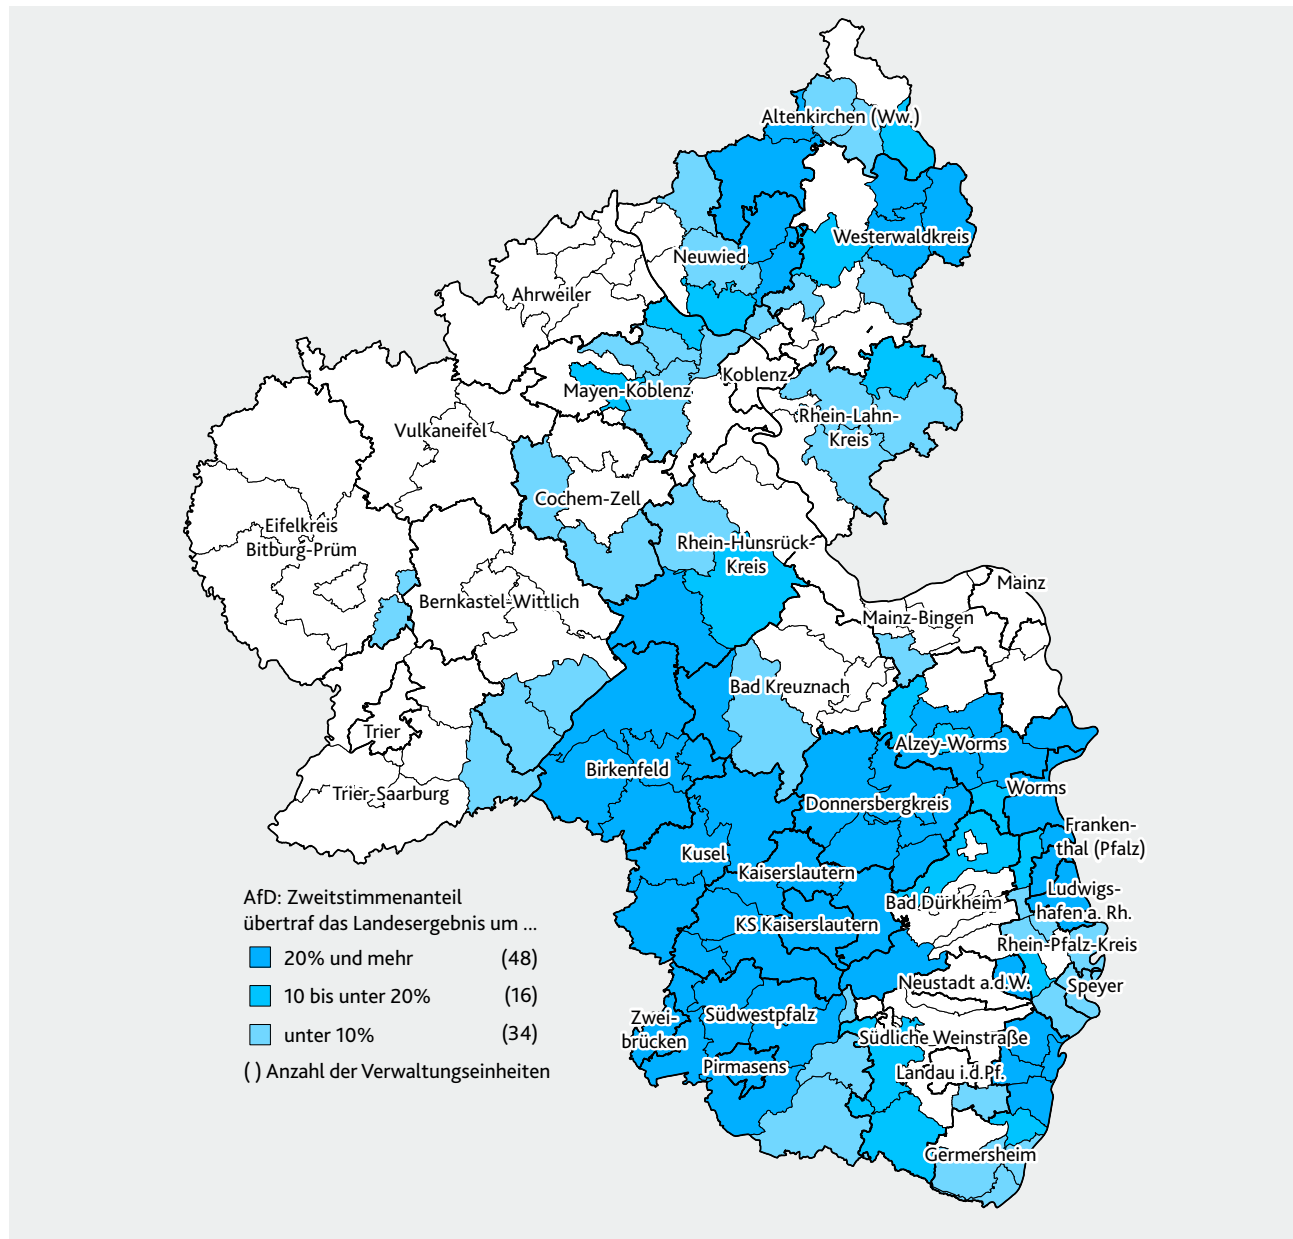 Altenkirchen (Ww.)
Westerwaldkreis
Neuwied
Ahrweiler
Koblenz
Mayen-Koblenz
Rhein-Lahn-
Kreis
Vulkaneifel
Cochem-Zell
Eifelkreis
Bitburg-Prüm
Rhein-Hunsrück-
Kreis
Mainz
Bernkastel-Wittlich
Mainz-Bingen
Bad Kreuznach
Trier
Alzey-Worms
Birkenfeld
Trier-Saarburg
Worms
Donnersbergkreis
Franken-
thal (Pfalz)
Kusel
Kaiserslautern
Ludwigs-
hafen a. Rh.
Bad Dürkheim
KS Kaiserslautern
Rhein-Pfalz-Kreis
Neustadt a.d.W.
Speyer
Südwestpfalz
Zwei-
brücken
Südliche Weinstraße
Pirmasens
Landau i.d.Pf.
Germersheim
AfD: Zweitstimmenanteil
übertraf das Landesergebnis um ...
20% und mehr (48)
10 bis unter 20% (16)
unter 10% (34)
( ) Anzahl der Verwaltungseinheiten